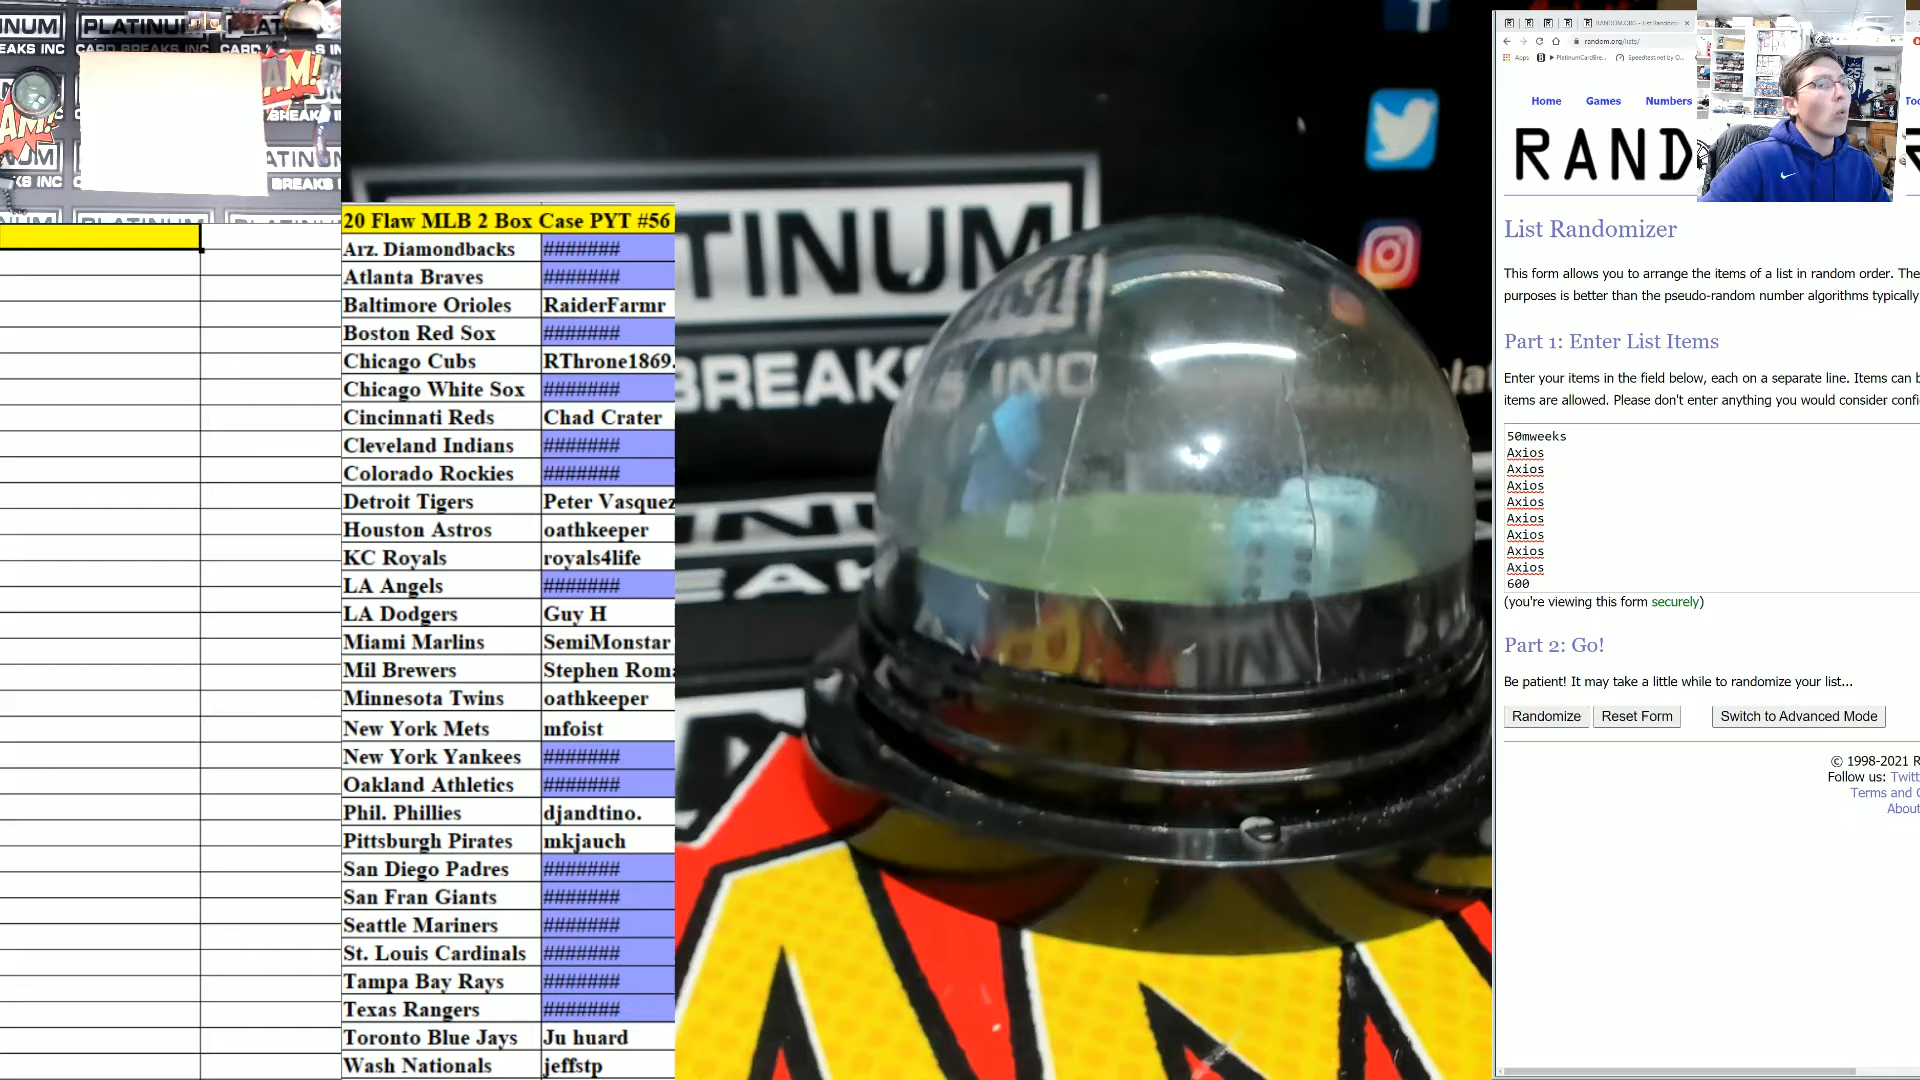 PLATINUM
BREAKS INC
20 Flaw MLB 2 Box Case PYT #56
Arz. Diamondbacks #######
Atlanta Braves #######
Baltimore Orioles RaiderFarmr
Boston Red Sox #######
Chicago Cubs RThrone1869.
Chicago White Sox #######
Cincinnati Reds Chad Crater
Cleveland Indians #######
Colorado Rockies #######
Detroit Tigers Peter Vasquez
Houston Astros oathkeeper
KC Royals royals4life
LA Angels #######
LA Dodgers Guy H
Miami Marlins SemiMonstar
Mil Brewers Stephen Roma
Minnesota Twins oathkeeper
New York Mets mfoist
New York Yankees #######
Oakland Athletics #######
Phil. Phillies djandtino.
Pittsburgh Pirates mkjauch
San Diego Padres #######
San Fran Giants #######
Seattle Mariners #######
St. Louis Cardinals #######
Tampa Bay Rays #######
Texas Rangers #######
Toronto Blue Jays Ju huard
Wash Nationals jeffstp
TINUM
BREAKS INC
random.org/lists/
Apps
Home Games Numbers
RAND
List Randomizer
This form allows you to arrange the items of a list in random order. The
purposes is better than the pseudo-random number algorithms typically
Part 1: Enter List Items
Enter your items in the field below, each on a separate line. Items can b
items are allowed. Please don't enter anything you would consider confi
50mweeks
Axios
Axios
Axios
Axios
Axios
Axios
Axios
Axios
600
(you're viewing this form securely)
Part 2: Go!
Be patient! It may take a little while to randomize your list...
Randomize Reset Form Switch to Advanced Mode
© 1998-2021 R
Follow us: Twitt
Terms and C
About